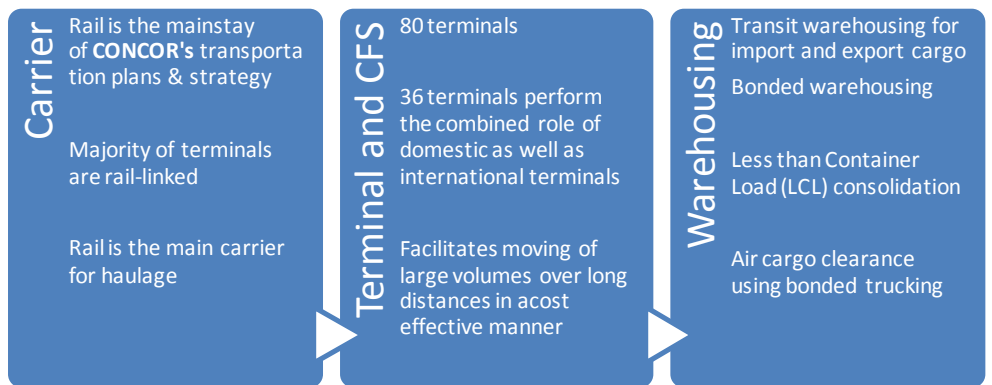 Carrier
Rail is the mainstay
of CONCOR's transporta
tion plans & strategy
Majority of terminals
are rail-linked
Rail is the main carrier
for haulage
Terminal and CFS
80 terminals
36 terminals perform
the combined role of
domestic as well as
international terminals
Facilitates moving of
large volumes over long
distances in acost
effective manner
Warehousing
Transit warehousing for
import and export cargo
Bonded warehousing
Less than Container
Load (LCL) consolidation
Air cargo clearance
using bonded trucking